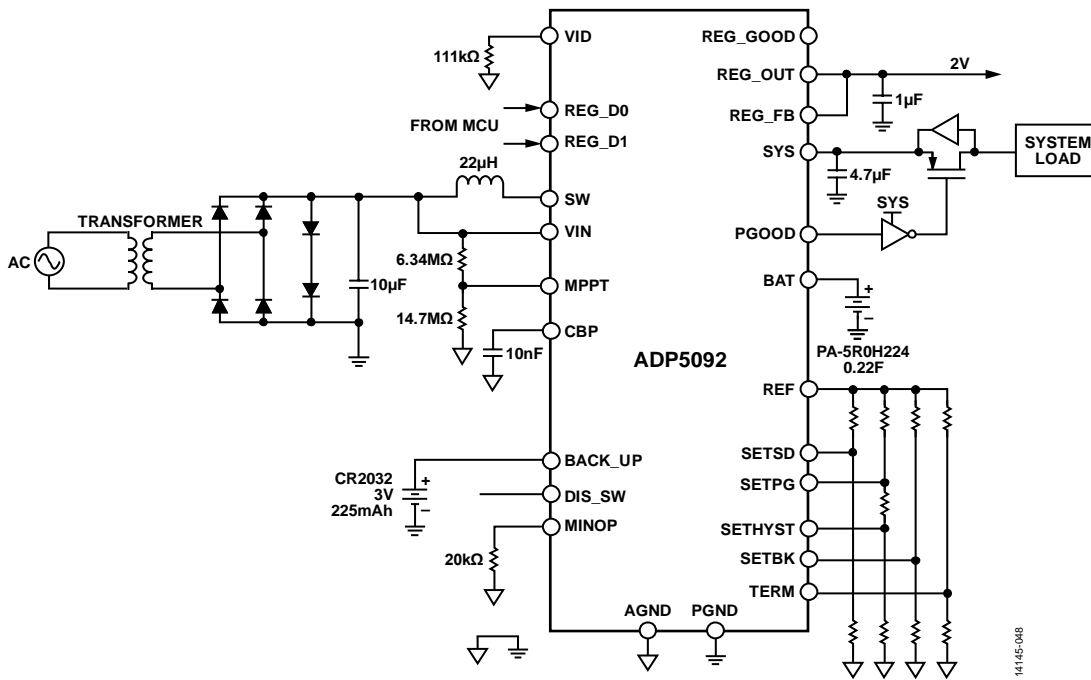 VID
111kΩ
REG_D0
FROM MCU
REG_D1
22µH
SW
TRANSFORMER
AC
VIN
6.34MΩ
10µF
MPPT
14.7MΩ
CBP
10nF
ADP5092
BACK_UP
CR2032
3V
225mAh
+
–
DIS_SW
MINOP
20kΩ
AGND
PGND
REG_GOOD
REG_OUT
2V
1µF
REG_FB
SYS
4.7µF
SYSTEM
LOAD
SYS
PGOOD
BAT
+
–
PA-5R0H224
0.22F
REF
SETSD
SETPG
SETHYST
SETBK
TERM
14145-048